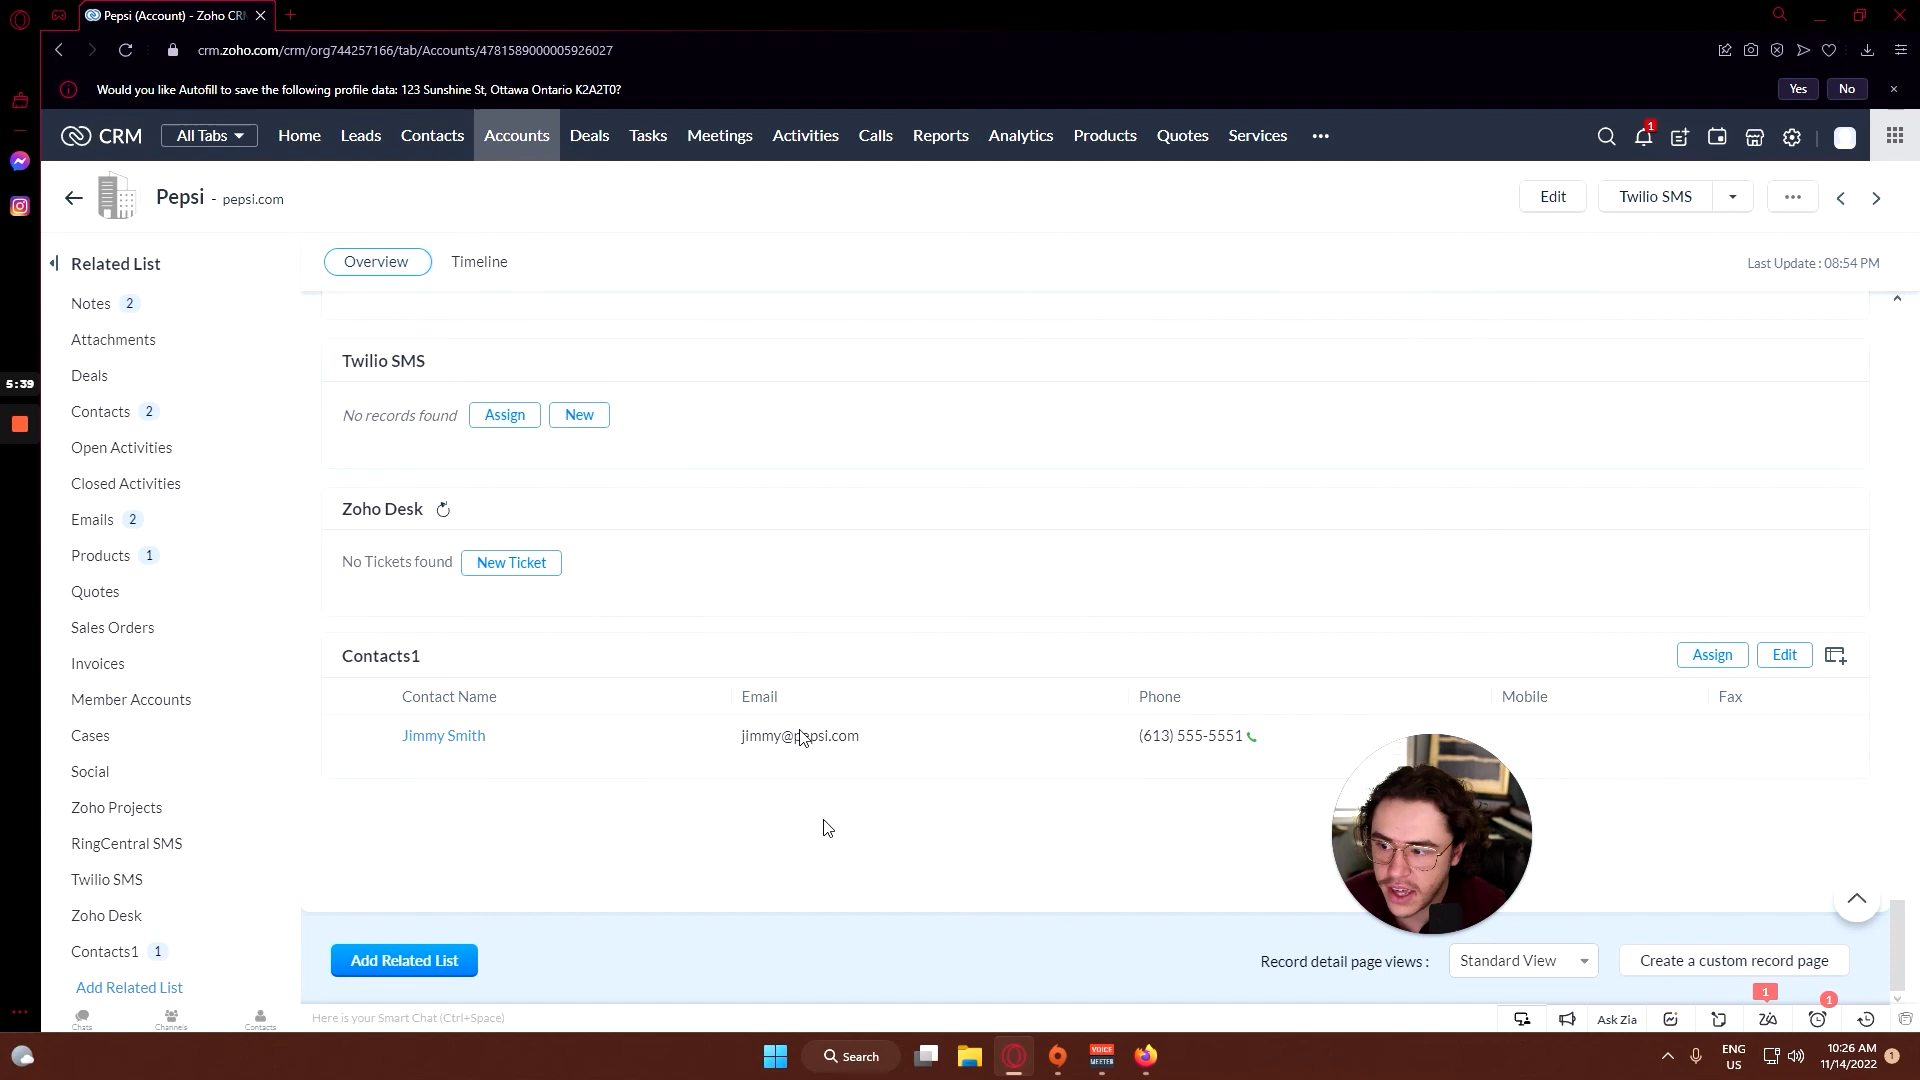 Pepsi (Account) - Zoho CR
crm.zoho.com/crm/org744257166/tab/Accounts/4781589000005926027
Would you like Autofill to save the following profile data: 123 Sunshine St, Ottawa Ontario K2A2T0?
Yes
No
CRM
All Tabs
Home
Leads
Contacts
Accounts
Deals
Tasks
Meetings
Activities
Calls
Reports
Analytics
Products
Quotes
Services
1
Pepsi - pepsi.com
Edit
Twilio SMS
Related List
Overview
Timeline
Last Update : 08:54 PM
Notes 2
Attachments
Deals
Contacts 2
Open Activities
Closed Activities
Emails 2
Products 1
Quotes
Sales Orders
Invoices
Member Accounts
Cases
Social
Zoho Projects
RingCentral SMS
Twilio SMS
Zoho Desk
Contacts1 1
Add Related List
5:39
Twilio SMS
No records found
Assign
New
Zoho Desk
No Tickets found
New Ticket
Contacts1
Assign
Edit
Contact Name
Email
Phone
Mobile
Fax
Jimmy Smith
jimmy@pepsi.com
(613) 555-5551
Add Related List
Record detail page views :
Standard View
Create a custom record page
1
1
Chats
Channels
Contacts
Here is your Smart Chat (Ctrl+Space)
Ask Zia
Search
VOICE
MEETER
ENG
US
10:26 AM
11/14/2022
1